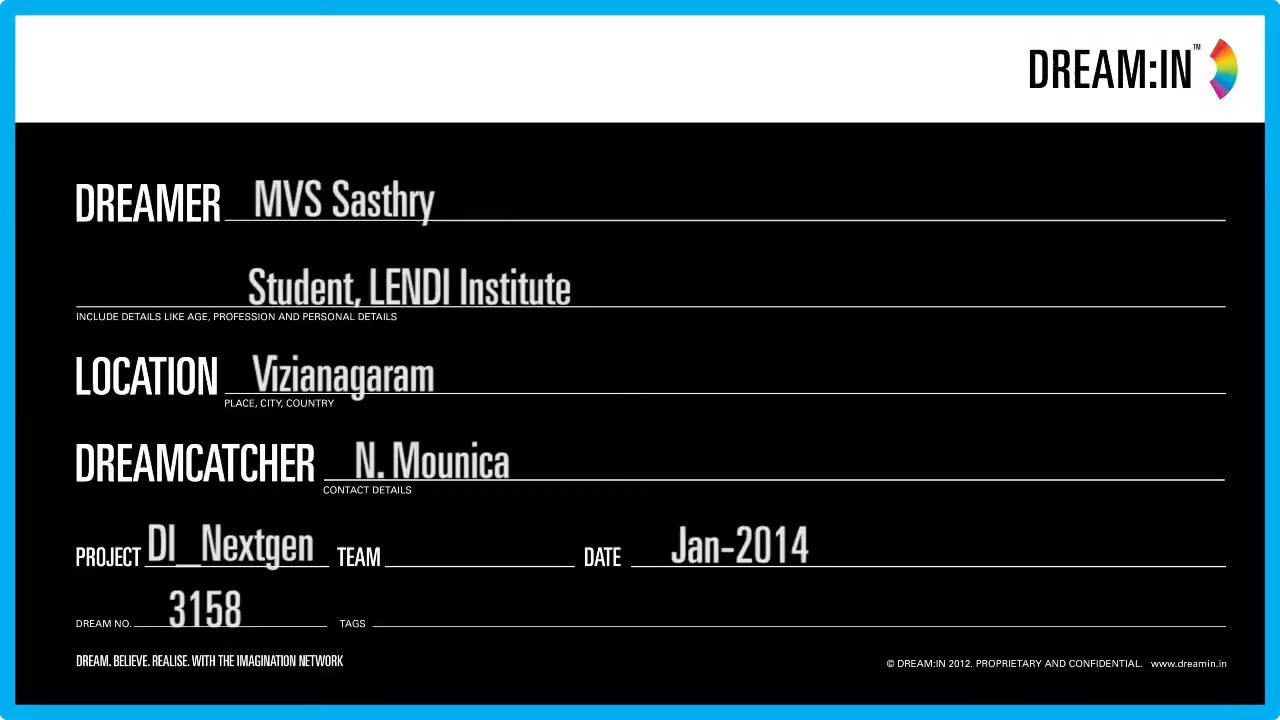 DREAM:IN™
DREAMER MVS Sasthry
Student, LENDI Institute
INCLUDE DETAILS LIKE AGE, PROFESSION AND PERSONAL DETAILS
LOCATION Vizianagaram
PLACE, CITY, COUNTRY
DREAMCATCHER N. Mounica
CONTACT DETAILS
PROJECT DI_Nextgen TEAM DATE Jan-2014
DREAM NO. 3158 TAGS
DREAM. BELIEVE. REALISE. WITH THE IMAGINATION NETWORK © DREAM:IN 2012. PROPRIETARY AND CONFIDENTIAL. www.dreamin.in